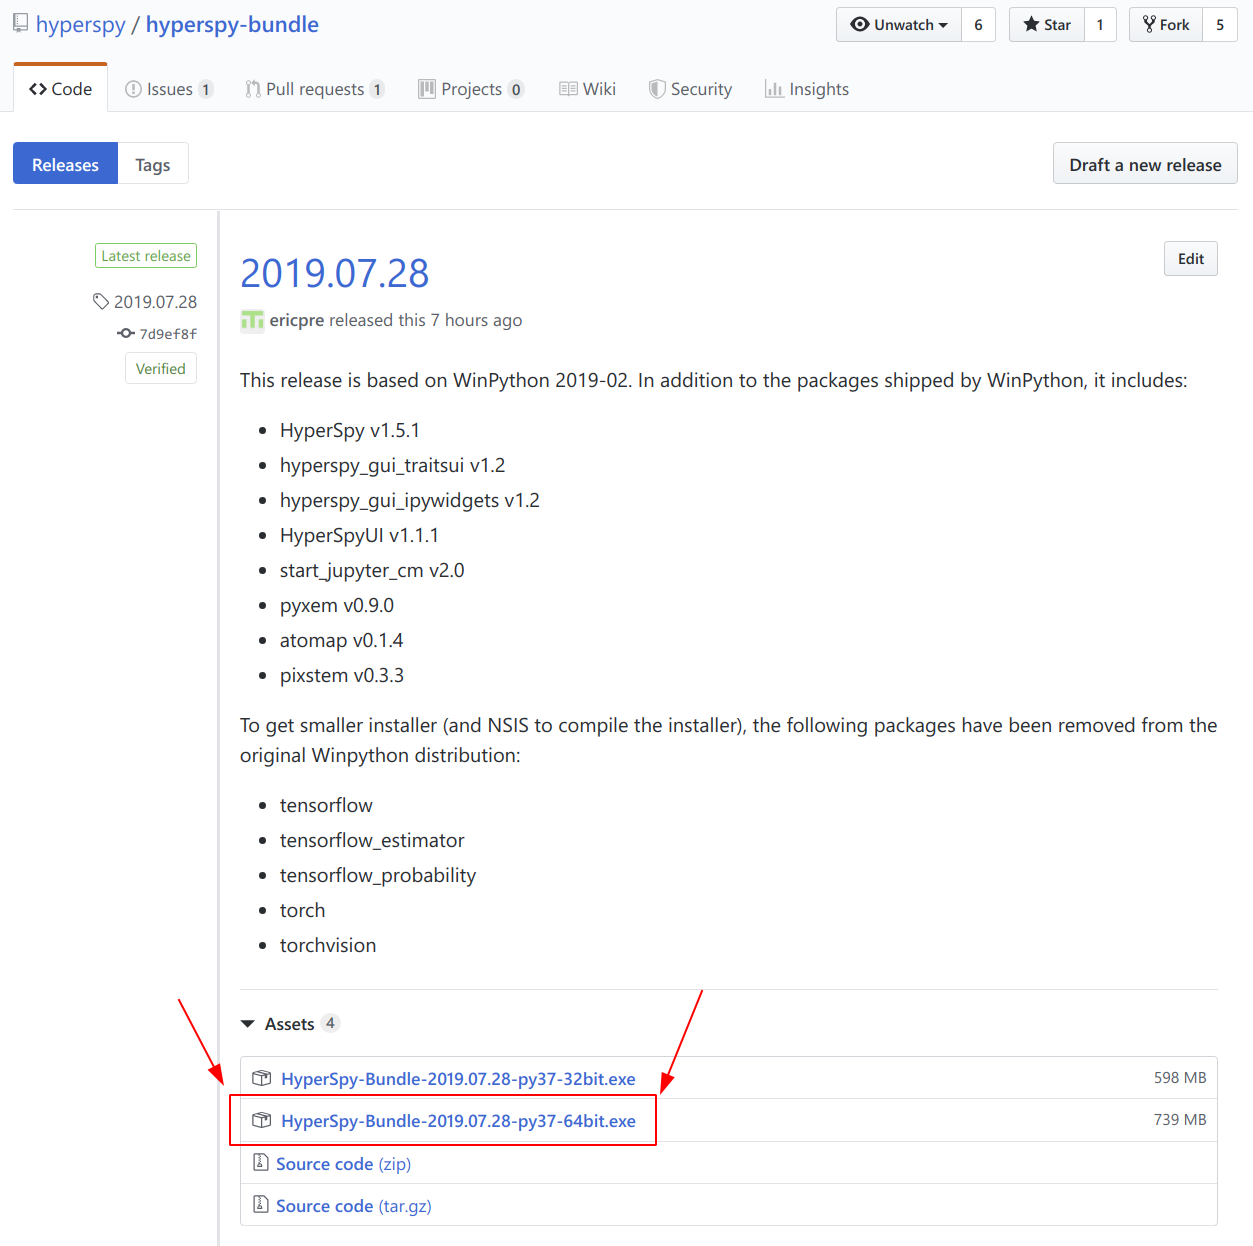 hyperspy / hyperspy-bundle
Unwatch 6 Star 1 Fork 5
Code Issues 1 Pull requests 1 Projects 0 Wiki Security Insights
Releases Tags Draft a new release
Latest release
2019.07.28
7d9ef8f
Verified
2019.07.28
Edit
ericpre released this 7 hours ago
This release is based on WinPython 2019-02. In addition to the packages shipped by WinPython, it includes:
• HyperSpy v1.5.1
• hyperspy_gui_traitsui v1.2
• hyperspy_gui_ipywidgets v1.2
• HyperSpyUI v1.1.1
• start_jupyter_cm v2.0
• pyxem v0.9.0
• atomap v0.1.4
• pixstem v0.3.3
To get smaller installer (and NSIS to compile the installer), the following packages have been removed from the
original Winpython distribution:
• tensorflow
• tensorflow_estimator
• tensorflow_probability
• torch
• torchvision
Assets 4
HyperSpy-Bundle-2019.07.28-py37-32bit.exe 598 MB
HyperSpy-Bundle-2019.07.28-py37-64bit.exe 739 MB
Source code (zip)
Source code (tar.gz)